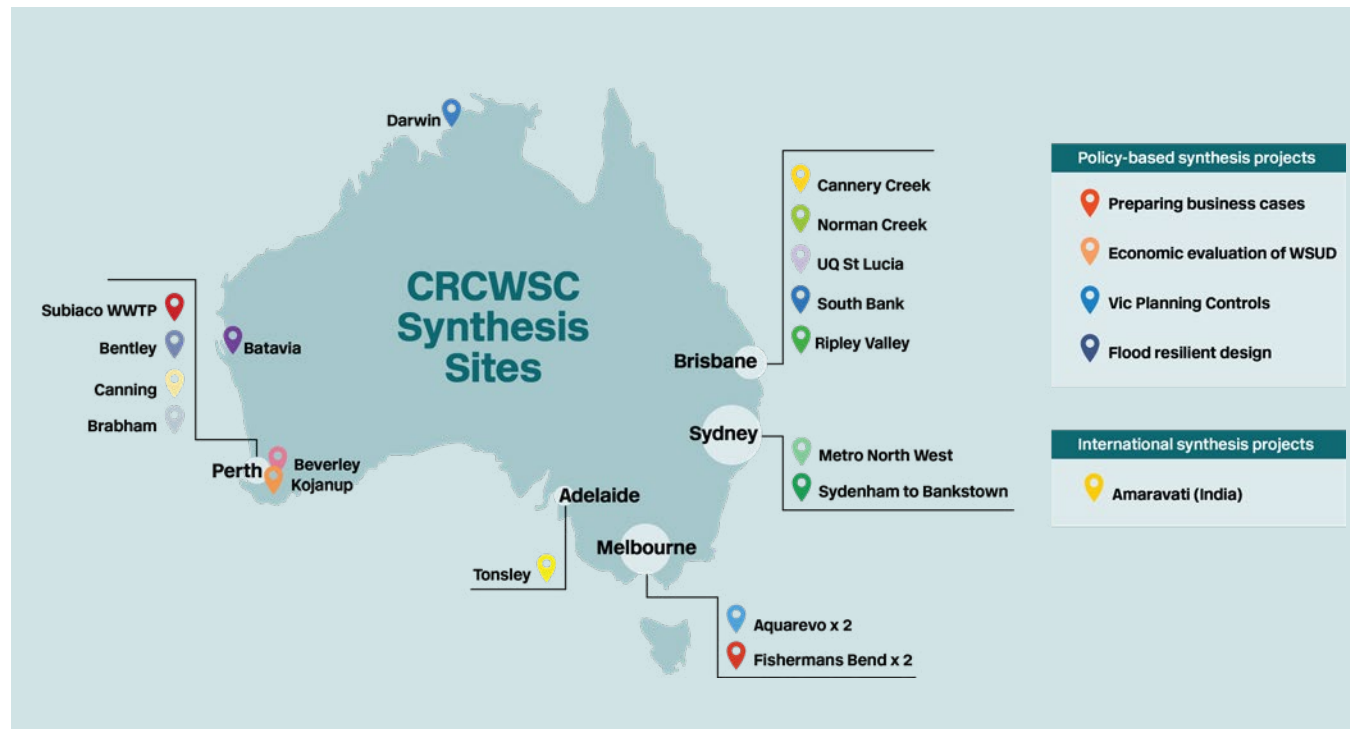 Darwin
CRCWSC
Synthesis
Sites
Subiaco WWTP
Bentley
Canning
Brabham
Batavia
Perth
Beverley
Kojanup
Adelaide
Tonsley
Melbourne
Aquarevo x 2
Fishermans Bend x 2
Brisbane
Cannery Creek
Norman Creek
UQ St Lucia
South Bank
Ripley Valley
Sydney
Metro North West
Sydenham to Bankstown
Policy-based synthesis projects
Preparing business cases
Economic evaluation of WSUD
Vic Planning Controls
Flood resilient design
International synthesis projects
Amaravati (India)